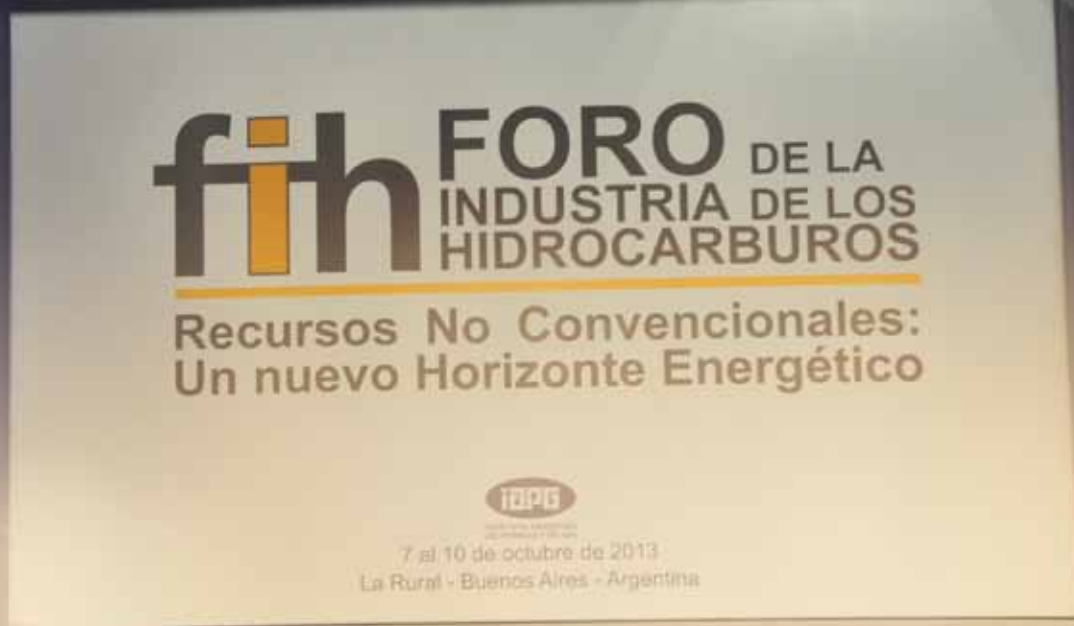 fih
FORO DE LA
INDUSTRIA DE LOS
HIDROCARBUROS
Recursos No Convencionales:
Un nuevo Horizonte Energético
IAPG
7 al 10 de octubre de 2013
La Rural - Buenos Aires - Argentina